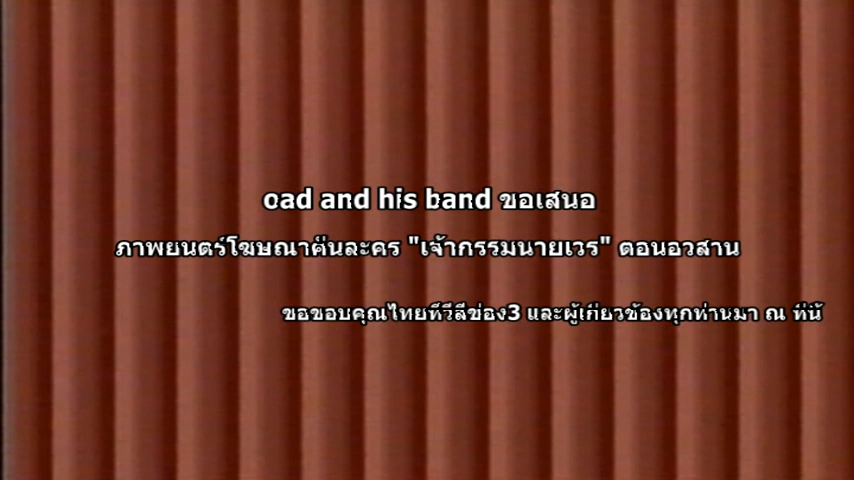 oad and his band ขอเสนอ
ภาพยนตร์โฆษณาคั่นละคร "เจ้ากรรมนายเวร" ตอนอวสาน
ขอขอบคุณไทยทีวีสีช่อง3 และผู้เกี่ยวข้องทุกท่านมา ณ ที่นี้